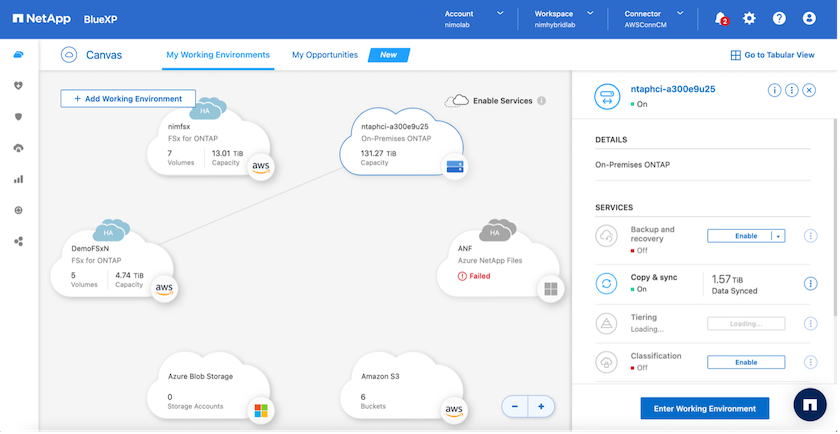 NetApp BlueXP
Account
nimolab
Workspace
nimhybridlab
Connector
AWSConnCM
2
Canvas
My Working Environments
My Opportunities
New
Go to Tabular View
+ Add Working Environment
Enable Services
HA
nimfsx
FSx for ONTAP
7
Volumes
13.01 TiB
Capacity
aws
ntaphci-a300e9u25
On-Premises ONTAP
131.27 TiB
Capacity
HA
DemoFSxN
FSx for ONTAP
5
Volumes
4.74 TiB
Capacity
aws
HA
ANF
Azure NetApp Files
Failed
Azure Blob Storage
0
Storage Accounts
Amazon S3
6
Buckets
aws
ntaphci-a300e9u25
On
DETAILS
On-Premises ONTAP
SERVICES
Backup and
recovery
Off
Enable
Copy & sync
On
1.57 TiB
Data Synced
Tiering
Loading...
Loading...
Classification
Off
Enable
Enter Working Environment